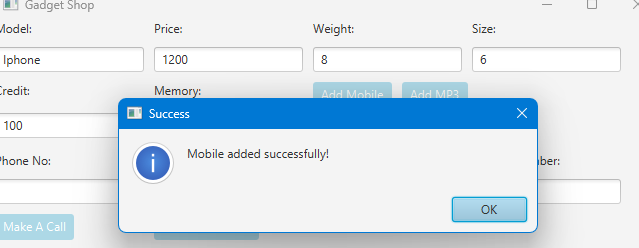 Gadget Shop
Model: Price: Weight: Size:
Iphone 1200 8 6
Credit: Memory:
Add Mobile Add MP3
100
Success
Mobile added successfully!
OK
Phone No:
Make A Call